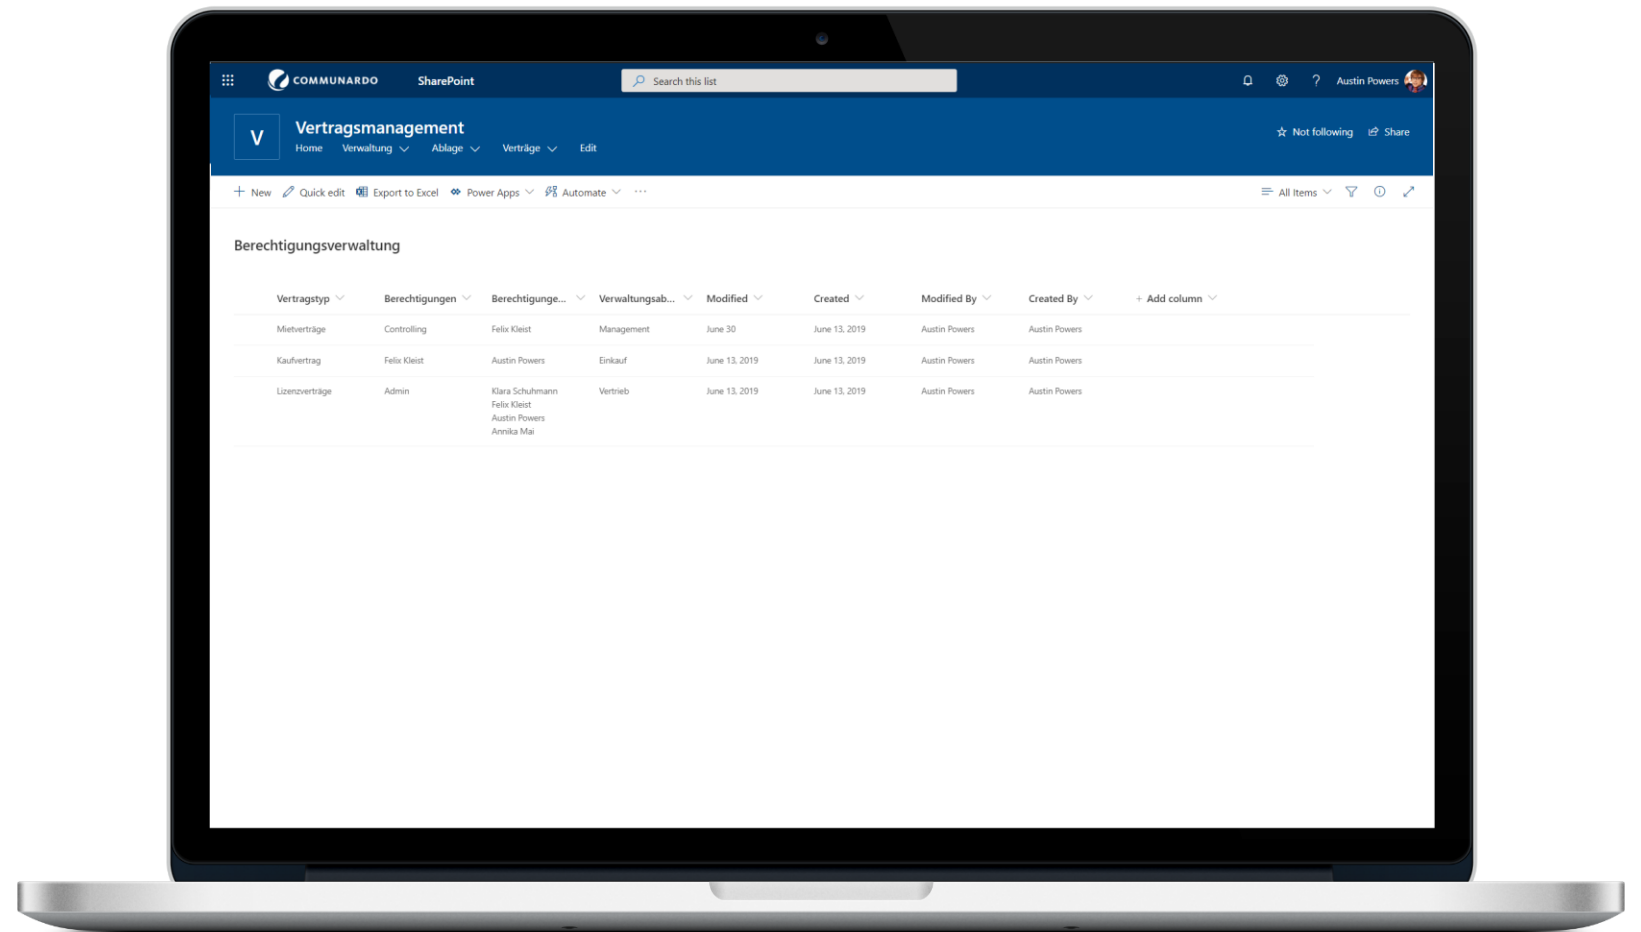 COMMUNARDO SharePoint Search this list ? Austin Powers
V
Vertragsmanagement
Not following Share
Home Verwaltung Ablage Verträge Edit
+ New Quick edit Export to Excel Power Apps Automate ··· All Items
Berechtigungsverwaltung
Vertragstyp Berechtigungen Berechtigunge... Verwaltungsab... Modified Created Modified By Created By + Add column
Mietverträge Controlling Felix Kleist Management June 30 June 13, 2019 Austin Powers Austin Powers
Kaufvertrag Felix Kleist Austin Powers Einkauf June 13, 2019 June 13, 2019 Austin Powers Austin Powers
Lizenzverträge Admin Klara Schuhmann Vertrieb June 13, 2019 June 13, 2019 Austin Powers Austin Powers
Felix Kleist
Austin Powers
Annika Mai